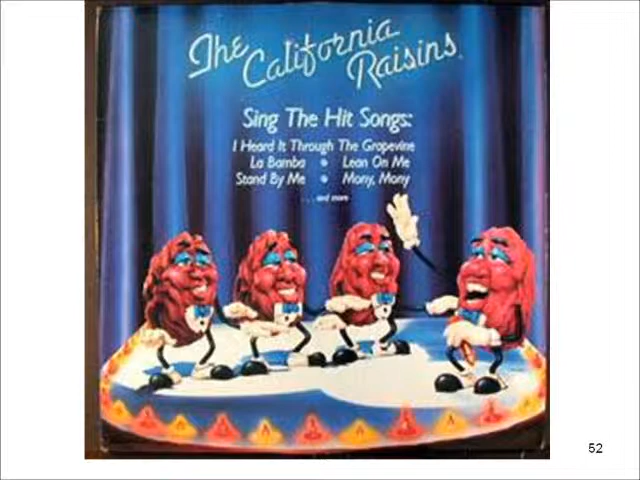 The California Raisins
Sing The Hit Songs:
I Heard It Through The Grapevine
La Bamba • Lean On Me
Stand By Me • Mony, Mony
. . . and more
52